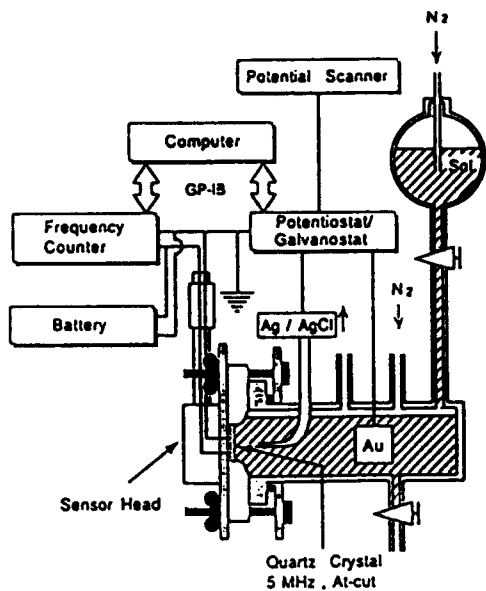 N2
Potential Scanner
Computer
Sol.
GP-IB
Frequency
Counter
Potentiostat/
Galvanostat
N2
Battery
Ag / AgCl
Au
Sensor Head
Quartz Crystal
5 MHz , At-cut